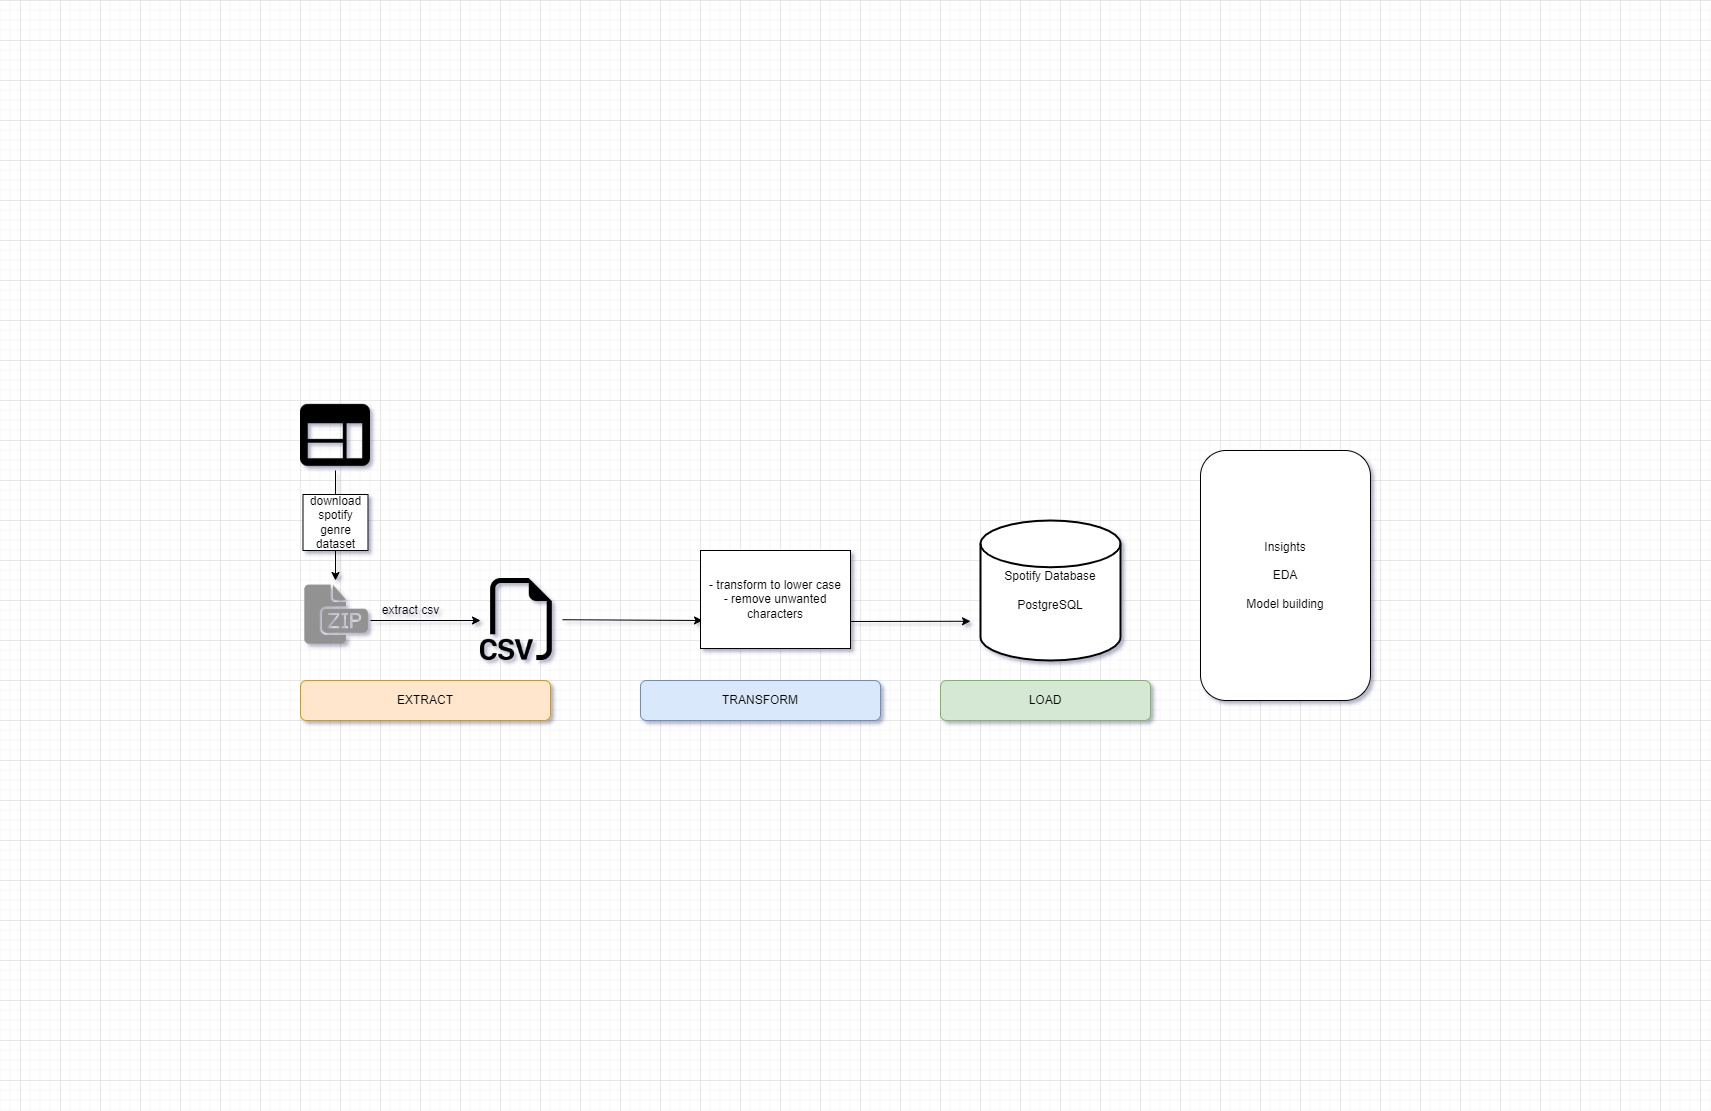 download
spotify
genre
dataset
ZIP
extract csv
CSV
- transform to lower case
- remove unwanted
characters
Spotify Database
PostgreSQL
Insights
EDA
Model building
EXTRACT
TRANSFORM
LOAD